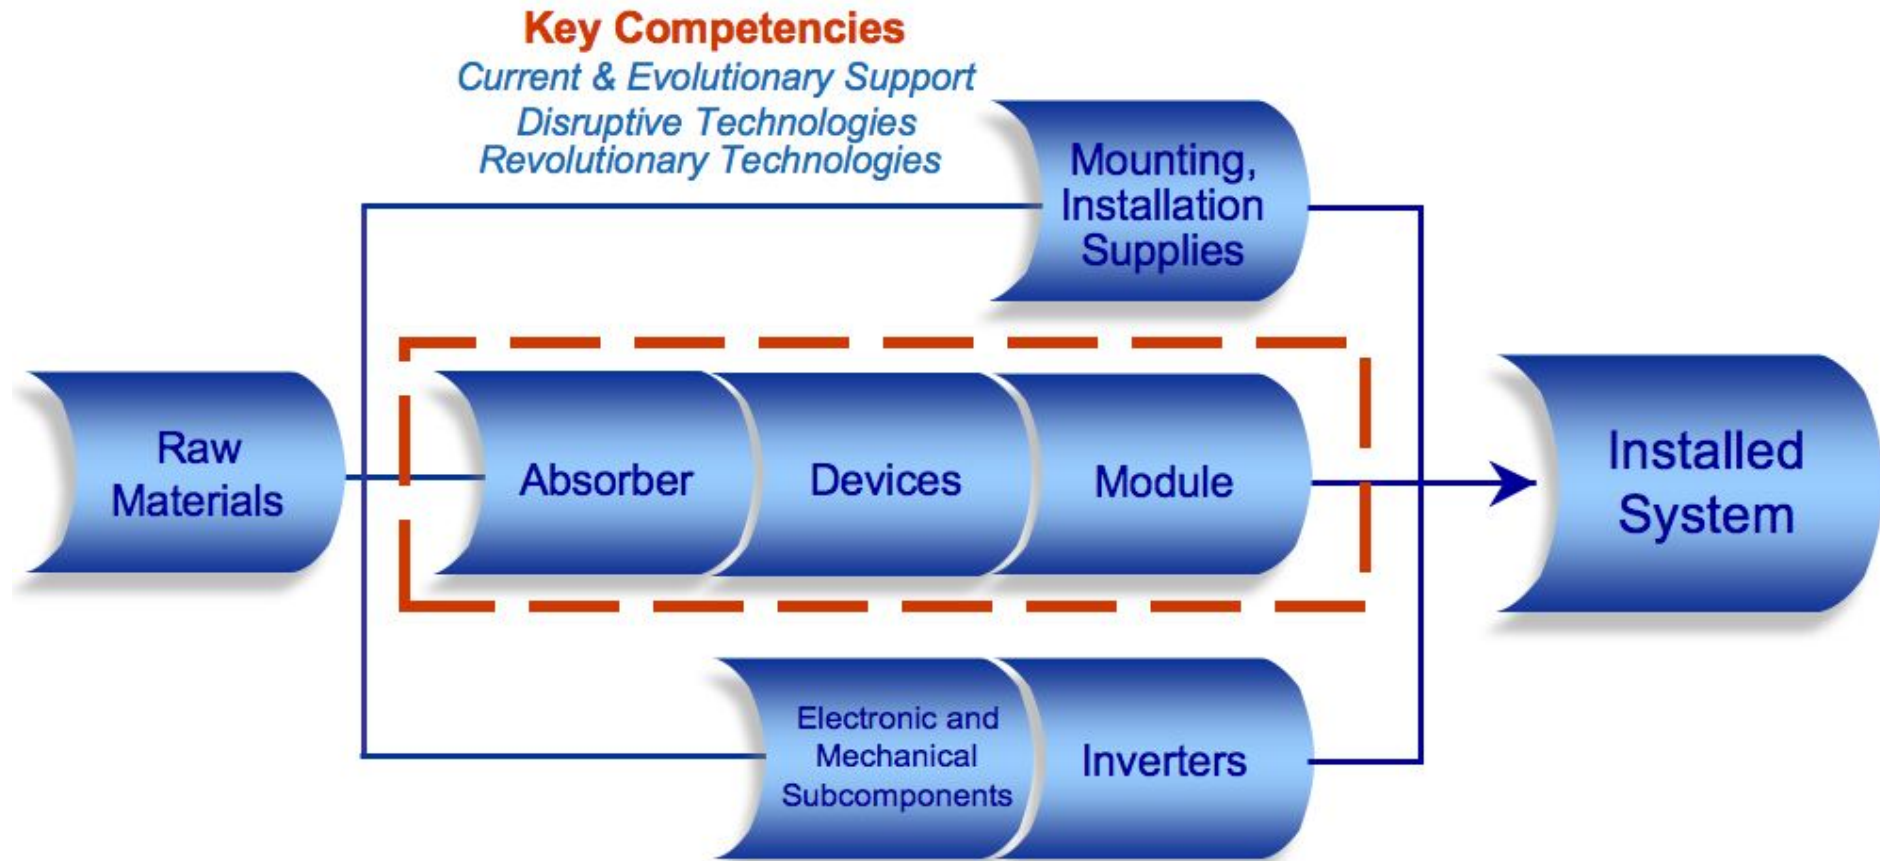 Key Competencies
Current & Evolutionary Support
Disruptive Technologies
Revolutionary Technologies
Mounting,
Installation
Supplies
Raw
Materials
Absorber
Devices
Module
Installed
System
Electronic and
Mechanical
Subcomponents
Inverters